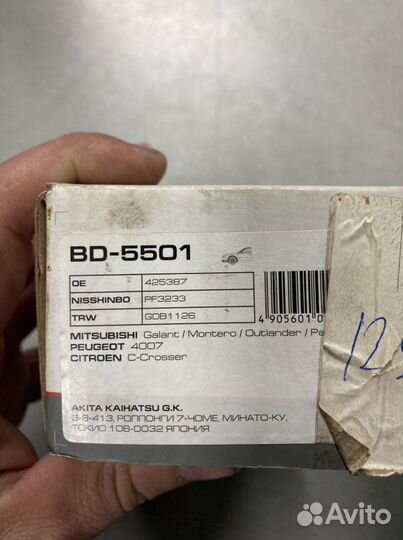 BD-5501
OE 425387
NISSHINBO PF3233
TRW GDB1126
4 905601 0
MITSUBISHI Galant / Montero / Outlander / Pa
PEUGEOT 4007
CITROEN C-Crosser
AKITA KAIHATSU G.K.
3-8-413, РОППОНГИ 7-ЧОМЕ, МИНАТО-КУ,
ТОКИО 106-0032 ЯПОНИЯ
Avito